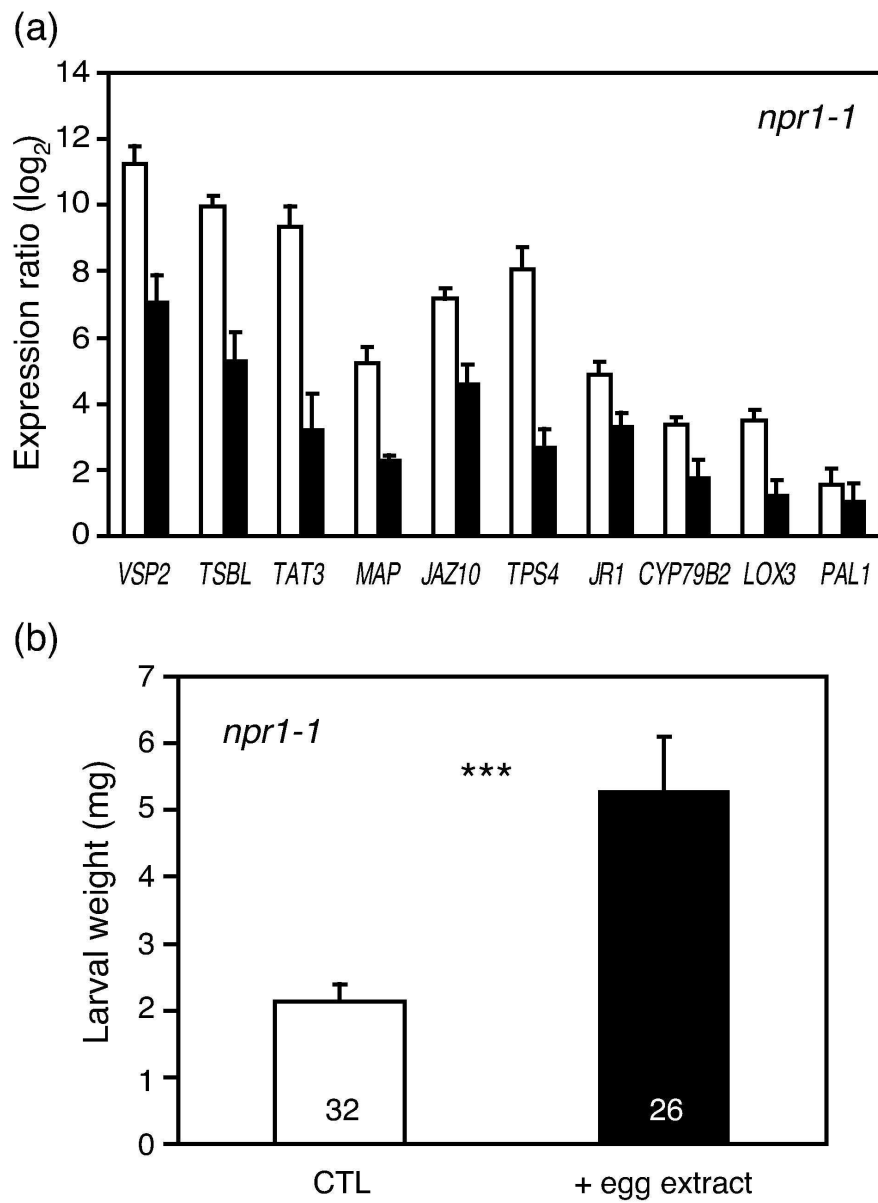 (a)
Expression ratio (log₂)
14
12
10
8
6
4
2
0
npr1-1
VSP2 TSBL TAT3 MAP JAZ10 TPS4 JR1 CYP79B2 LOX3 PAL1
(b)
Larval weight (mg)
7
6
5
4
3
2
1
0
npr1-1
***
32 26
CTL + egg extract